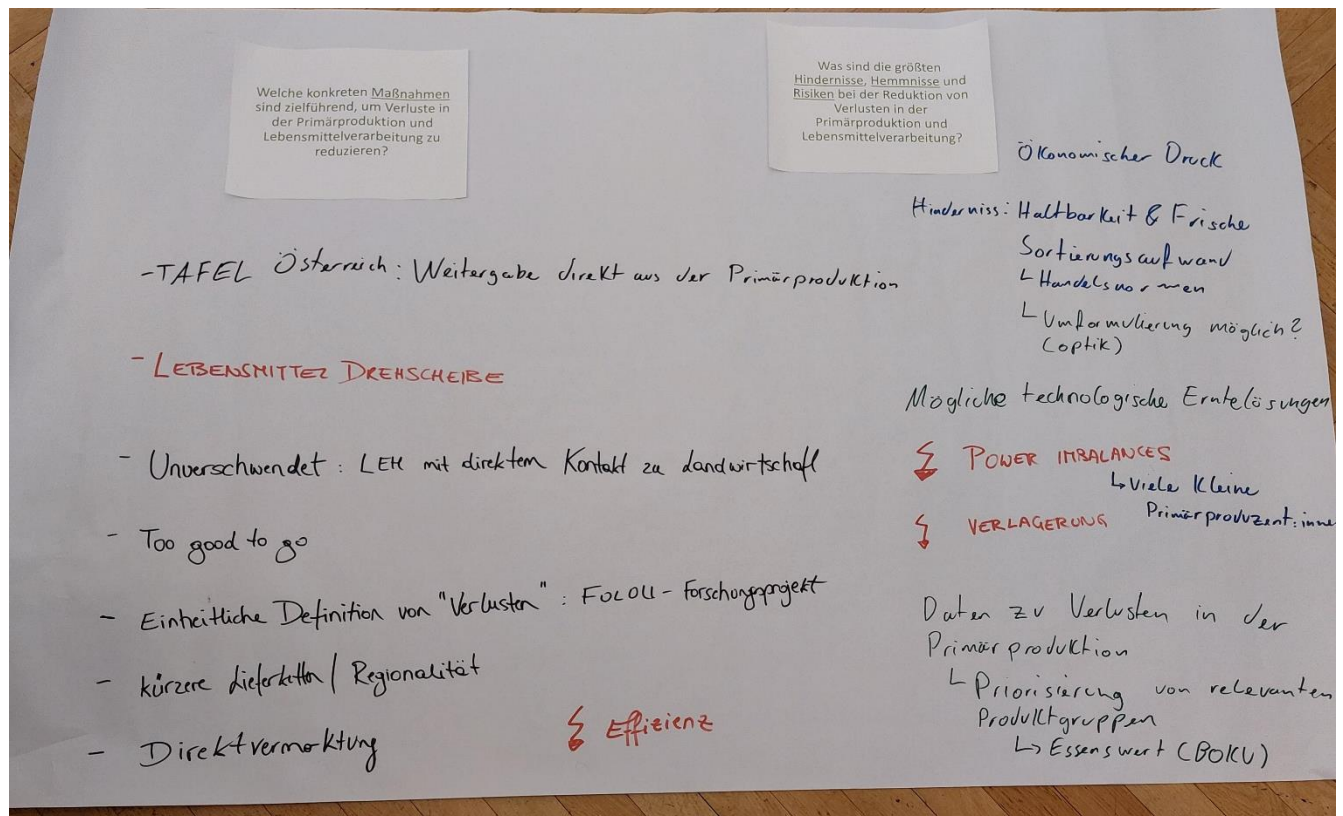 Welche konkreten Maßnahmen
sind zielführend, um Verluste in
der Primärproduktion und
Lebensmittelverarbeitung zu
reduzieren?
-TAFEL Österreich: Weitergabe direkt aus der Primärproduktion
- LEBENSMITTEL DREHSCHEIBE
- Unverschwendet: LEH mit direktem Kontakt zu Landwirtschaft
- Too good to go
- Einheitliche Definition von "Verlusten": FOLOU - Forschungsprojekt
- kürzere Lieferketten / Regionalität
- Direktvermarktung
Effizienz
Was sind die größten
Hindernisse, Hemmnisse und
Risiken bei der Reduktion von
Verlusten in der
Primärproduktion und
Lebensmittelverarbeitung?
Ökonomischer Druck
Hinderniss: Haltbarkeit & Frische
Sortierungsaufwand
Handelsnormen
Umformulierung möglich?
(optik)
Mögliche technologische Erntelösungen
POWER IMBALANCES
↳ Viele Kleine
Primärproduzent:inne
VERLAGERUNG
Daten zu Verlusten in der
Primärproduktion
Priorisierung von relevanten
Produktgruppen
↳ Essenswert (BOKU)